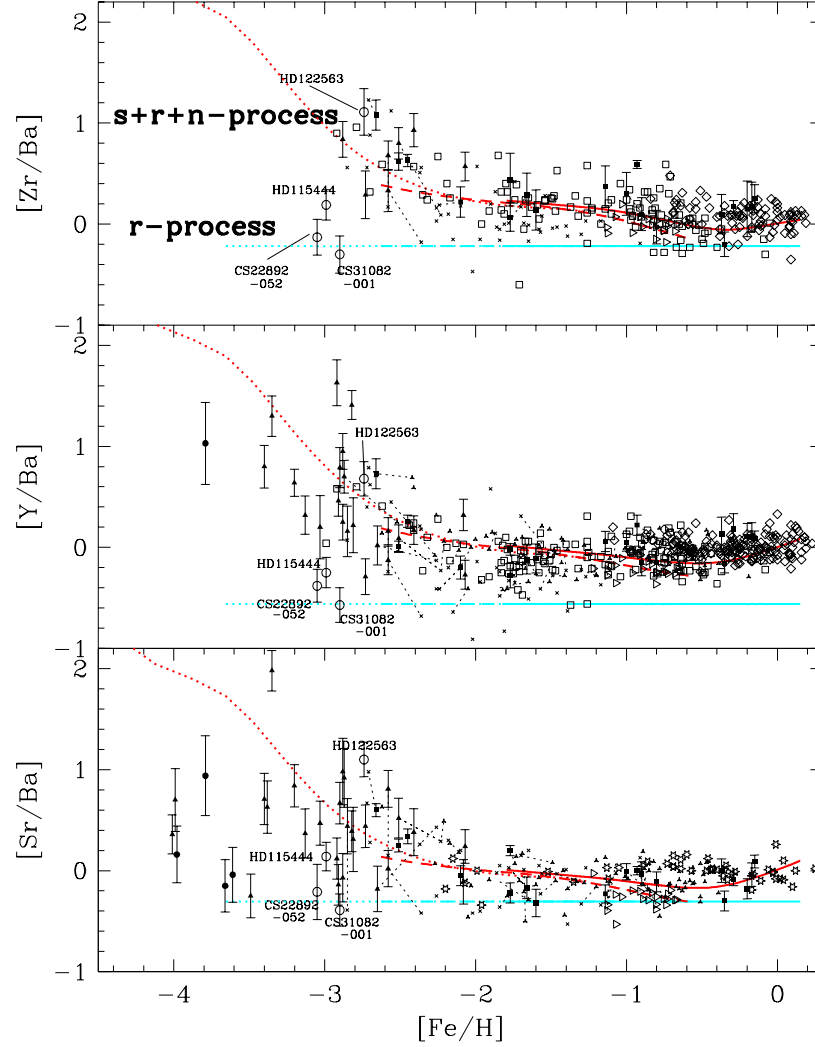 2
HD122563
s+r+n-process
1
[Zr/Ba]
HD115444
r-process
0
CS22892
-052
CS31082
-001
-1
2
HD122563
1
[Y/Ba]
0
HD115444
CS22892
-052
CS31082
-001
-1
2
HD122563
1
[Sr/Ba]
HD115444
0
CS22892
-052
CS31082
-001
-1
-4 -3 -2 -1 0
[Fe/H]